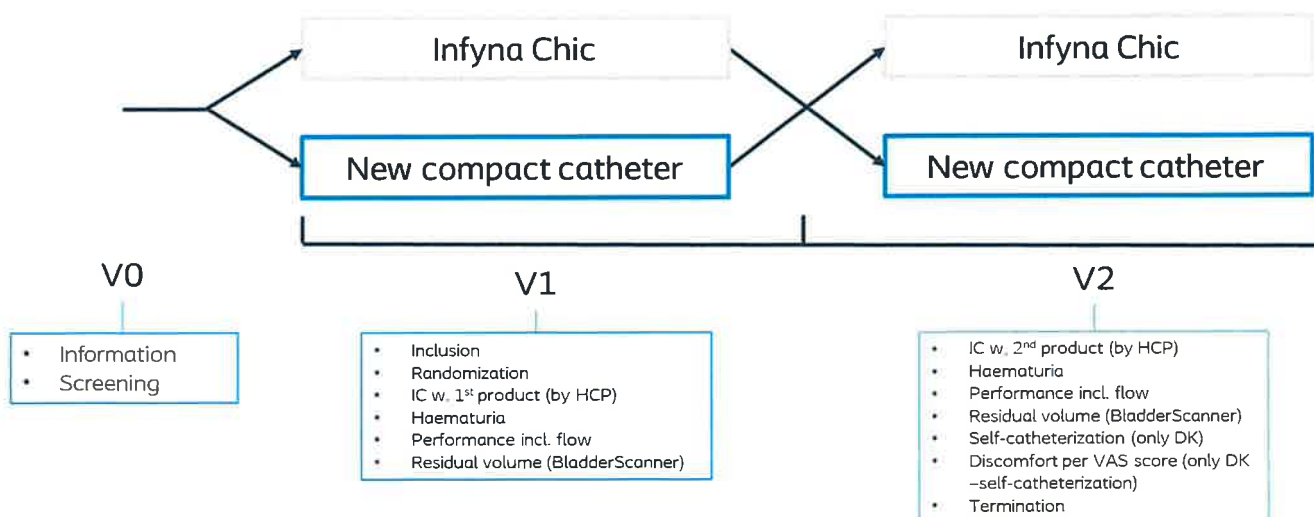 Infyna Chic
Infyna Chic
New compact catheter
New compact catheter
V0
• Information
• Screening
V1
• Inclusion
• Randomization
• IC w. 1st product (by HCP)
• Haematuria
• Performance incl. flow
• Residual volume (BladderScanner)
V2
• IC w. 2nd product (by HCP)
• Haematuria
• Performance incl. flow
• Residual volume (BladderScanner)
• Self-catheterization (only DK)
• Discomfort per VAS score (only DK
–self-catheterization)
• Termination